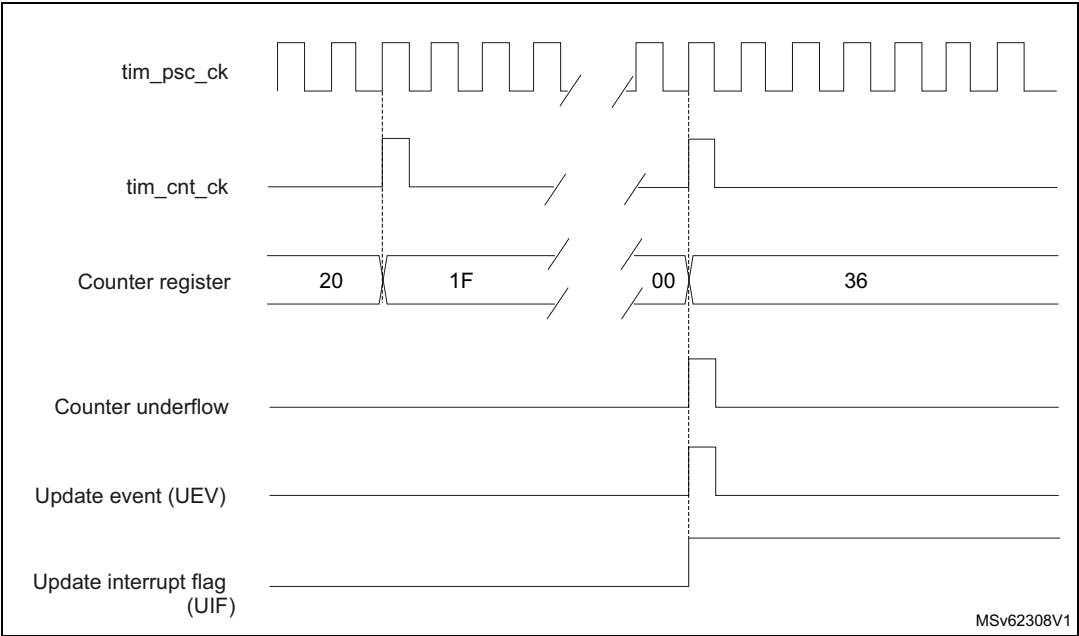 tim_psc_ck
tim_cnt_ck
Counter register
20
1F
00
36
Counter underflow
Update event (UEV)
Update interrupt flag
(UIF)
MSv62308V1